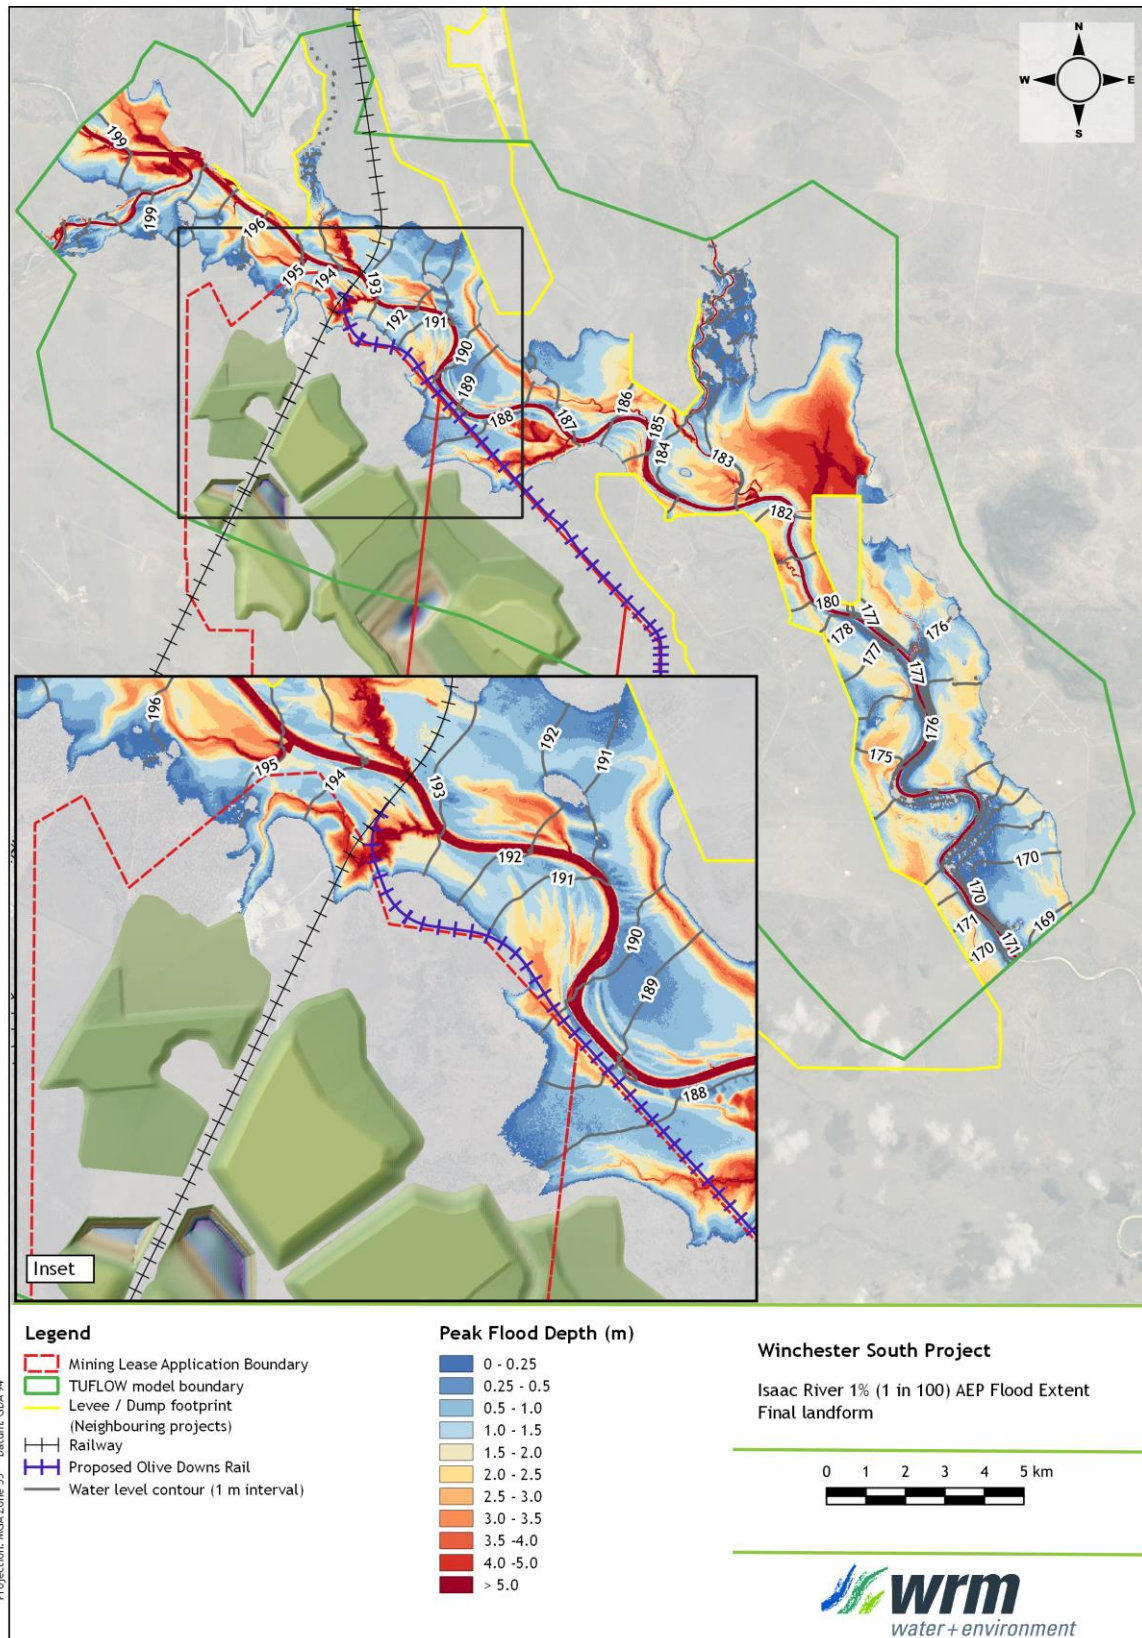 N
W E
S
199
199
196
195
194
193
192
191
190
189
188
187
186
185
184
183
182
180
178
177
177
177
176
176
175
170
170
171
170
171
169
196
195
194
193
192
191
192
191
190
189
188
Inset
Legend
Mining Lease Application Boundary
TUFLOW model boundary
Levee / Dump footprint
(Neighbouring projects)
Railway
Proposed Olive Downs Rail
Water level contour (1 m interval)
Peak Flood Depth (m)
0 - 0.25
0.25 - 0.5
0.5 - 1.0
1.0 - 1.5
1.5 - 2.0
2.0 - 2.5
2.5 - 3.0
3.0 - 3.5
3.5 -4.0
4.0 -5.0
> 5.0
Winchester South Project
Isaac River 1% (1 in 100) AEP Flood Extent
Final landform
0 1 2 3 4 5 km
wrm
water+environment